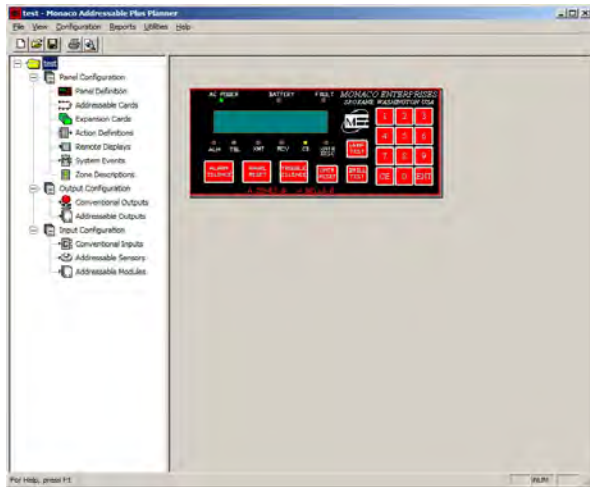 test - Monaco Addressable Plus Planner
File View Configuration Reports Utilities Help
test
Panel Configuration
Panel Definition
Addressable Cards
Expansion Cards
Action Definitions
Remote Displays
System Events
Zone Descriptions
Output Configuration
Conventional Outputs
Addressable Outputs
Input Configuration
Conventional Inputs
Addressable Sensors
Addressable Modules
AC POWER BATTERY FAULT MONACO ENTERPRISES
SPOKANE WASHINGTON USA
1 2 3
4 5 6
ALM TBL XMT RCV CE
LAMP TEST
7 8 9
ALARM SILENCE
PANEL RESET
TROUBLE SILENCE
DRILL TEST
CE 0 ENT
For Help, press F1
NUM